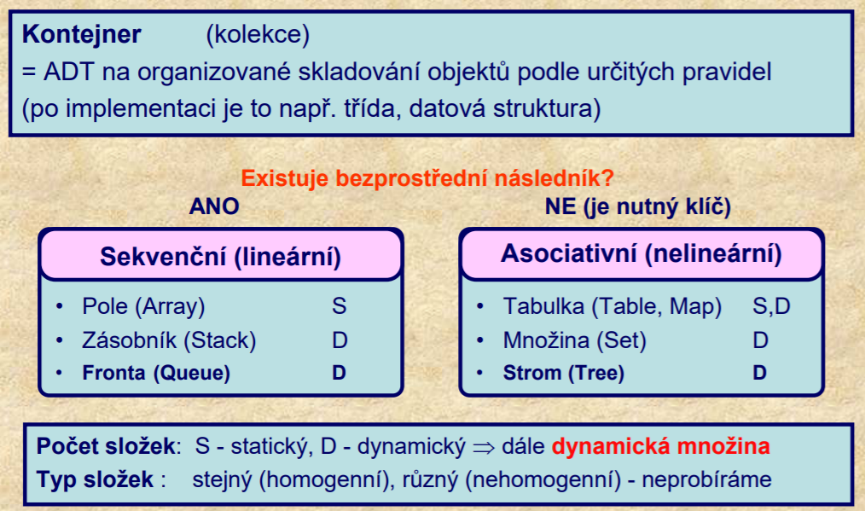 Kontejner (kolekce)
= ADT na organizované skladování objektů podle určitých pravidel
(po implementaci je to např. třída, datová struktura)
Existuje bezprostřední následník?
ANO
NE (je nutný klíč)
Sekvenční (lineární)
• Pole (Array) S
• Zásobník (Stack) D
• Fronta (Queue) D
Asociativní (nelineární)
• Tabulka (Table, Map) S,D
• Množina (Set) D
• Strom (Tree) D
Počet složek: S - statický, D - dynamický ⇒ dále dynamická množina
Typ složek : stejný (homogenní), různý (nehomogenní) - neprobíráme